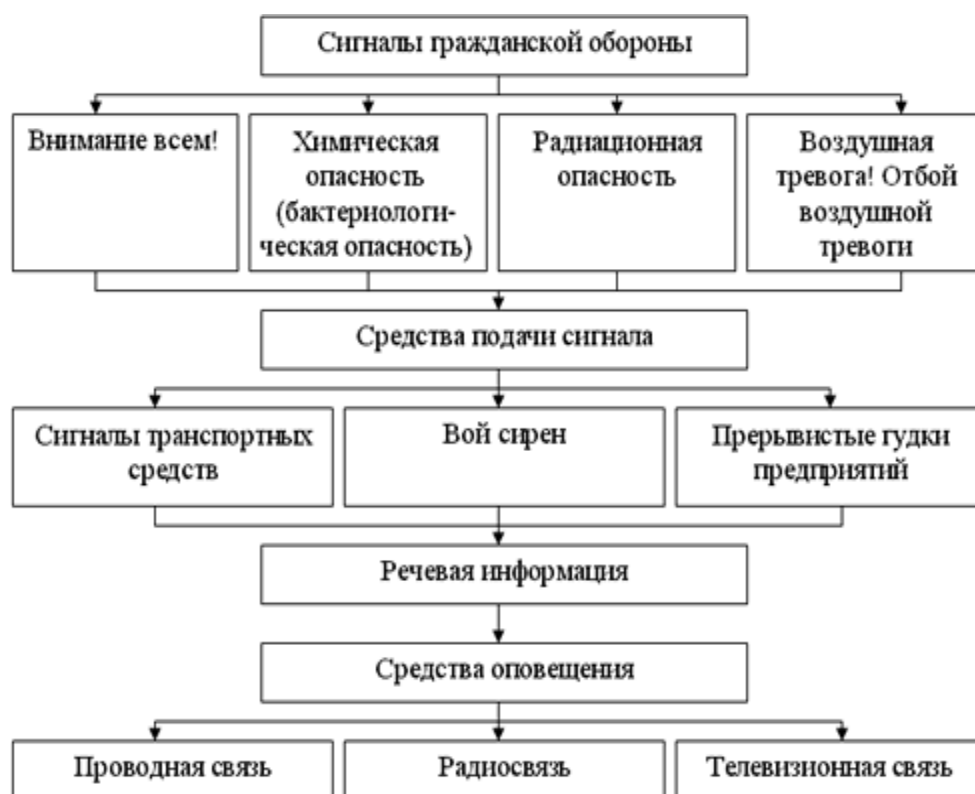 Сигналы гражданской обороны
Внимание всем!
Химическая
опасность
(бактериологи-
ческая опасность)
Радиационная
опасность
Воздушная
тревога! Отбой
воздушной
тревоги
Средства подачи сигнала
Сигналы транспортных
средств
Вой сирен
Прерывистые гудки
предприятий
Речевая информация
Средства оповещения
Проводная связь
Радиосвязь
Телевизионная связь